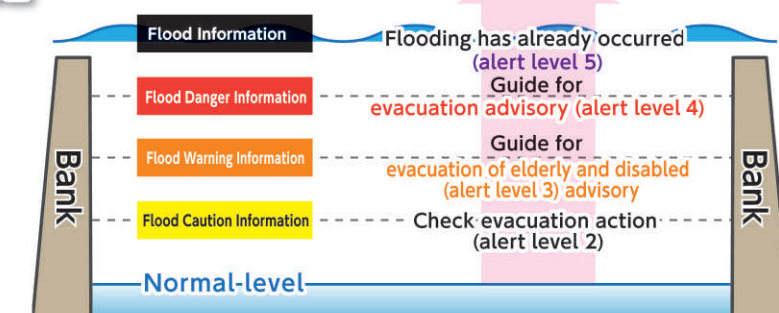 Flood Information
Flooding has already occurred
(alert level 5)
Flood Danger Information
Guide for
evacuation advisory (alert level 4)
Flood Warning Information
Guide for
evacuation of elderly and disabled
(alert level 3) advisory
Flood Caution Information
Check evacuation action
(alert level 2)
Bank
Bank
Normal-level